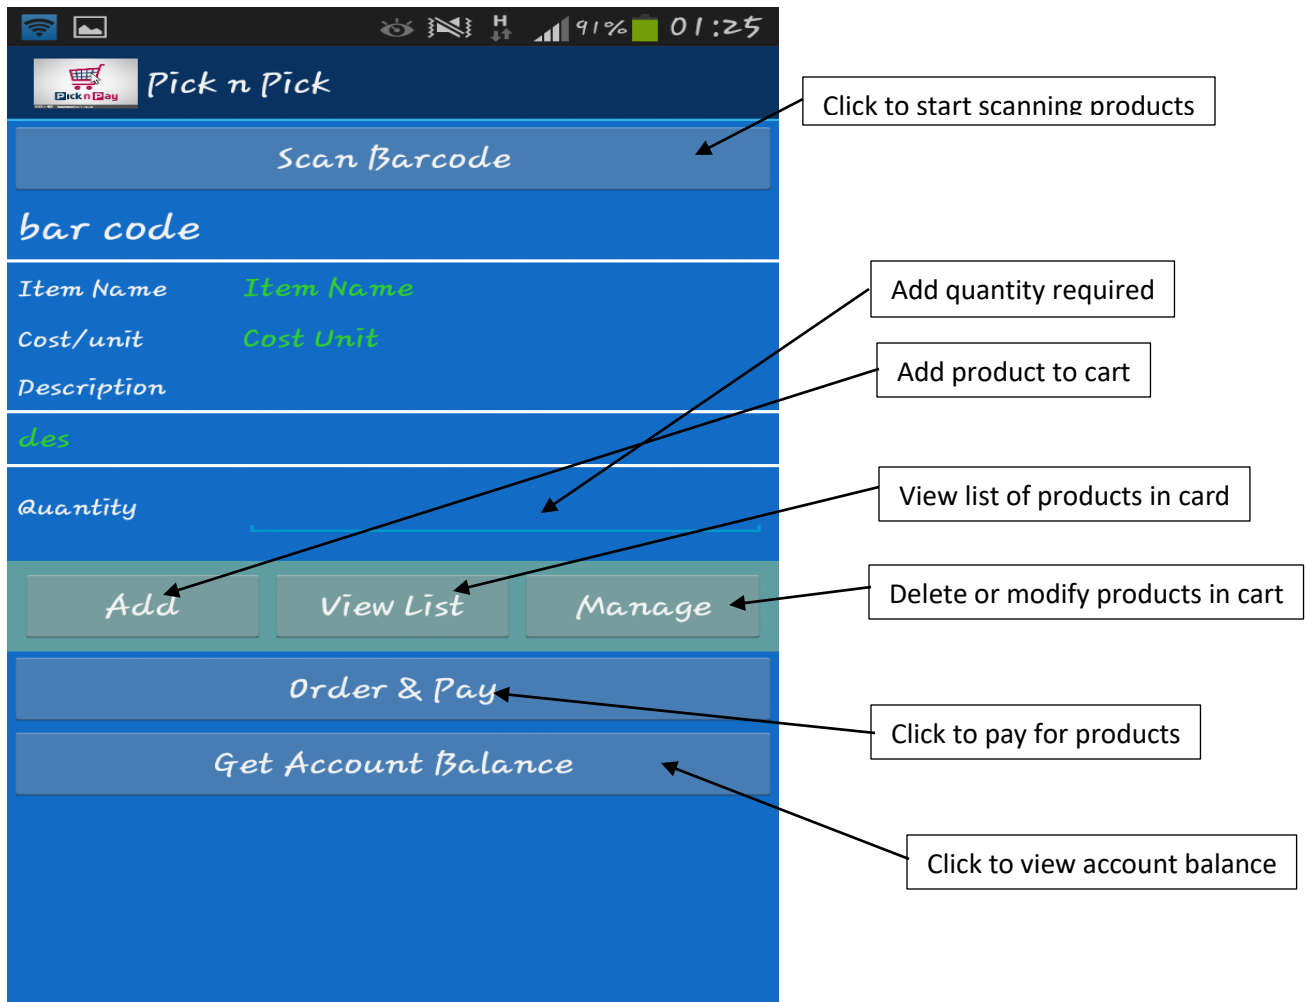 H 91% 01:25
Pick n Pay
Pick n Pick
Click to start scanning products
Scan Barcode
bar code
Item Name Item Name
Add quantity required
Cost/unit Cost Unit
Add product to cart
Description
des
Quantity
View list of products in card
Add View List Manage
Delete or modify products in cart
Order & Pay
Click to pay for products
Get Account Balance
Click to view account balance